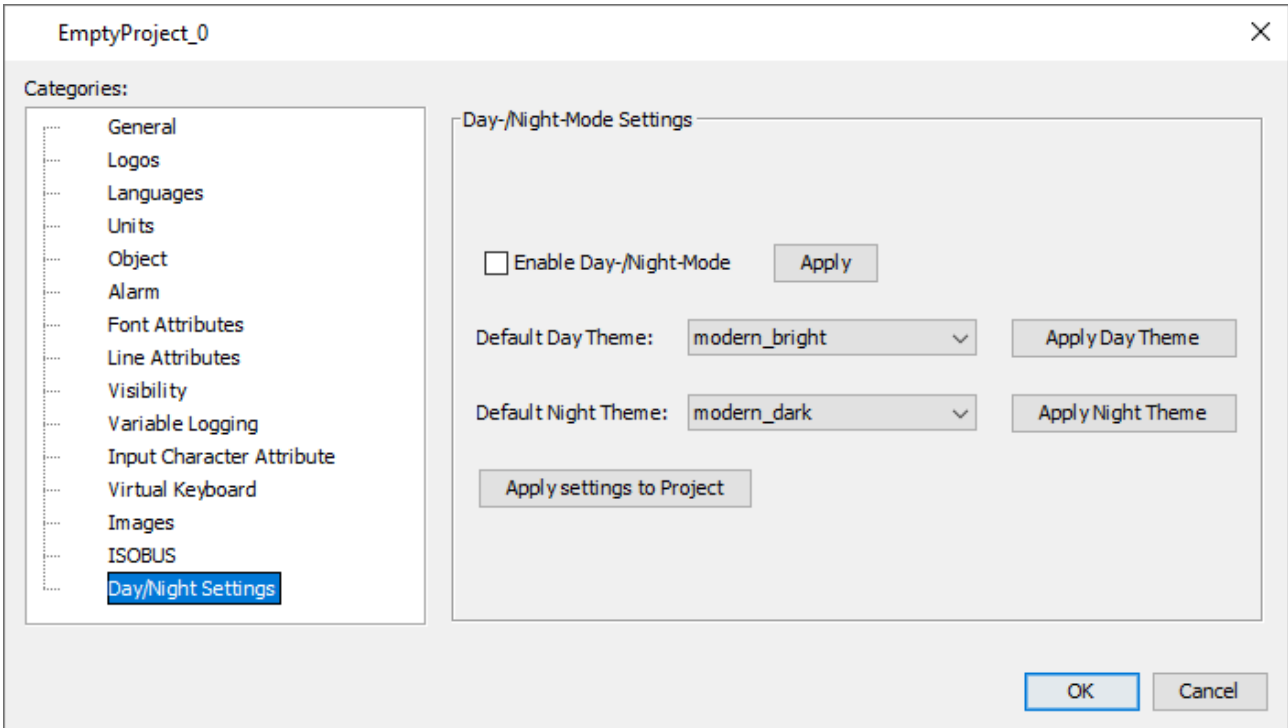 EmptyProject_0
Categories:
General
Logos
Languages
Units
Object
Alarm
Font Attributes
Line Attributes
Visibility
Variable Logging
Input Character Attribute
Virtual Keyboard
Images
ISOBUS
Day/Night Settings
Day-/Night-Mode Settings
Enable Day-/Night-Mode Apply
Default Day Theme: modern_bright Apply Day Theme
Default Night Theme: modern_dark Apply Night Theme
Apply settings to Project
OK Cancel